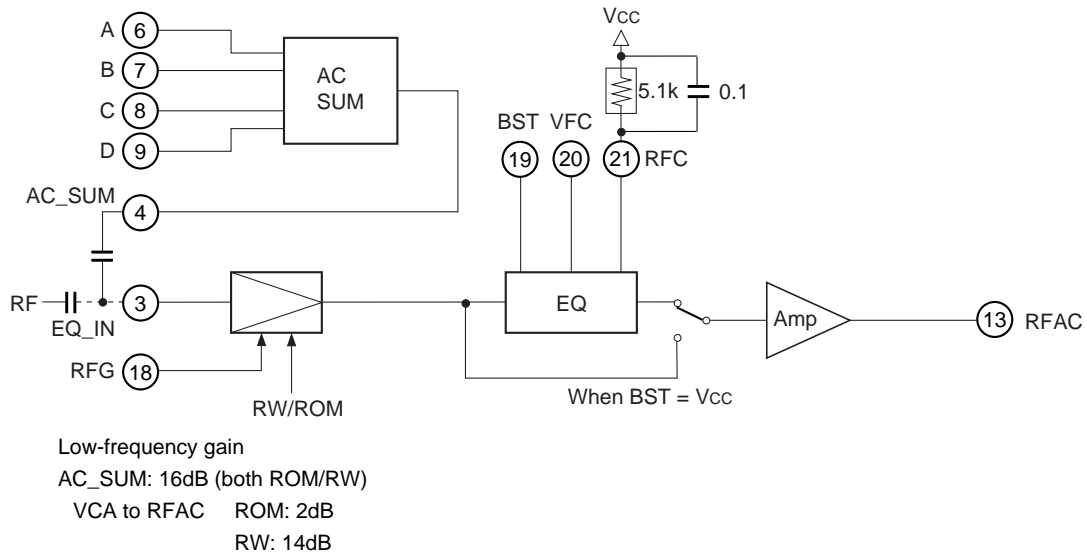 A 6
B 7
C 8
D 9
AC
SUM
VCC
5.1k 0.1
BST VFC
19 20 21 RFC
AC_SUM 4
RF 3
EQ_IN
EQ
Amp
13 RFAC
RFG 18
RW/ROM
When BST = VCC
Low-frequency gain
AC_SUM: 16dB (both ROM/RW)
VCA to RFAC ROM: 2dB
RW: 14dB